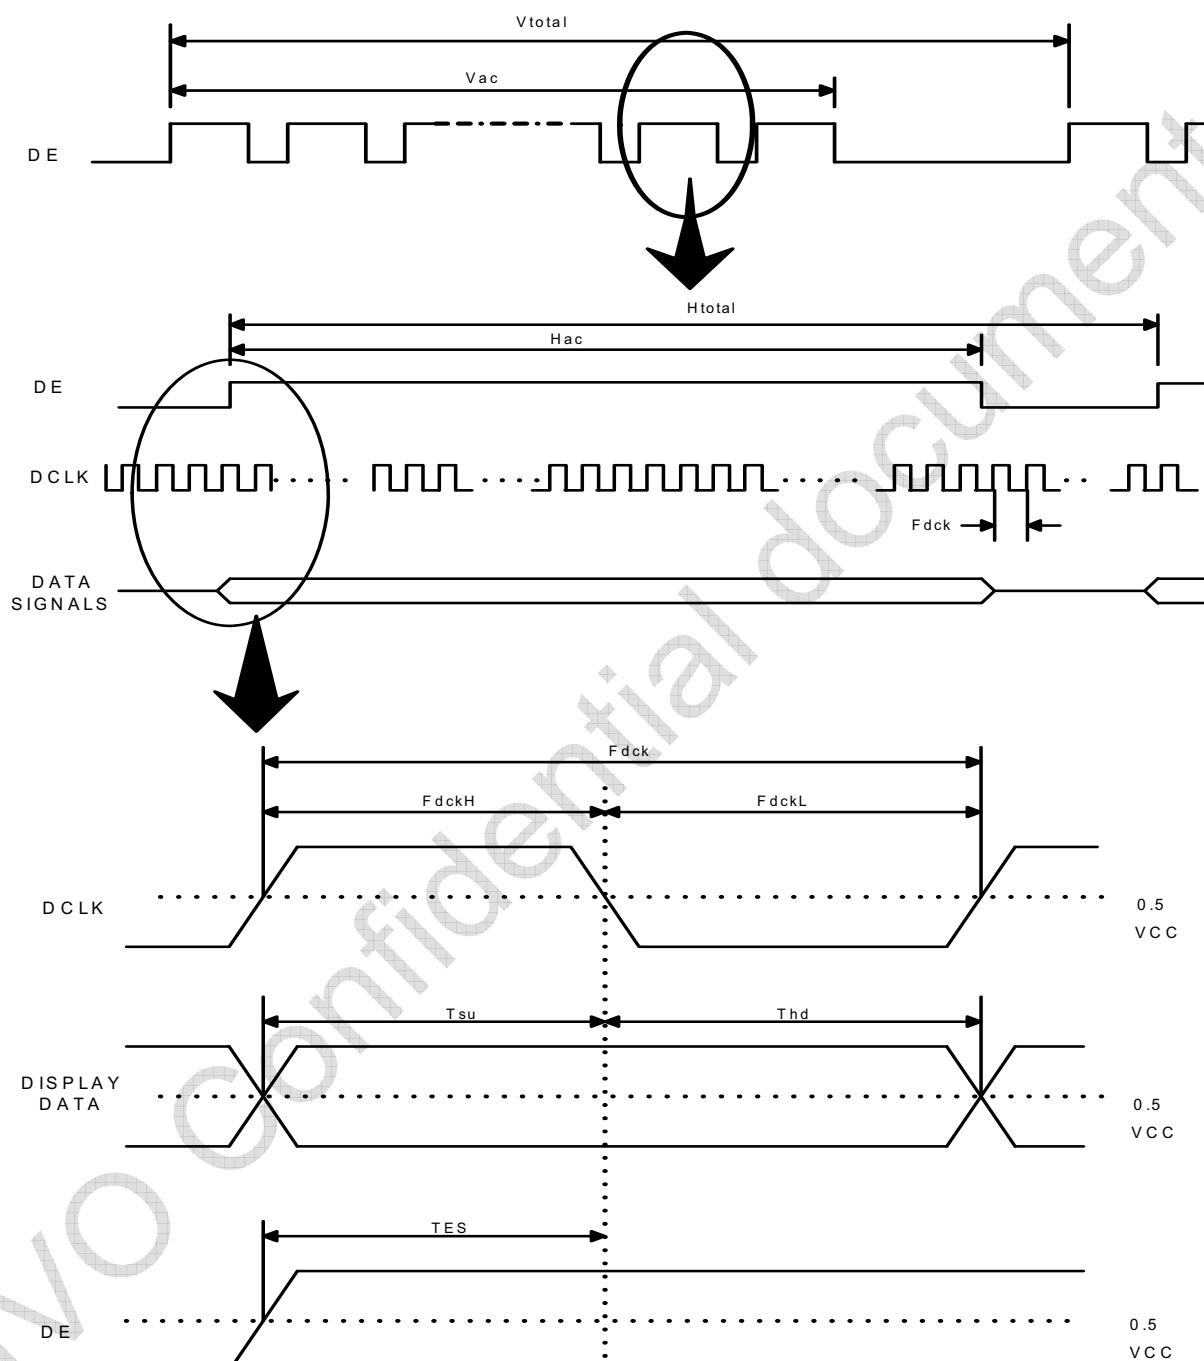 Vtotal
Vac
DE
Htotal
Hac
DE
DCLK
Fdck
DATA
SIGNALS
Fdck
FdckH
FdckL
DCLK
0.5
VCC
Tsu
Thd
DISPLAY
DATA
0.5
VCC
TES
DE
0.5
VCC
VO Confidential document